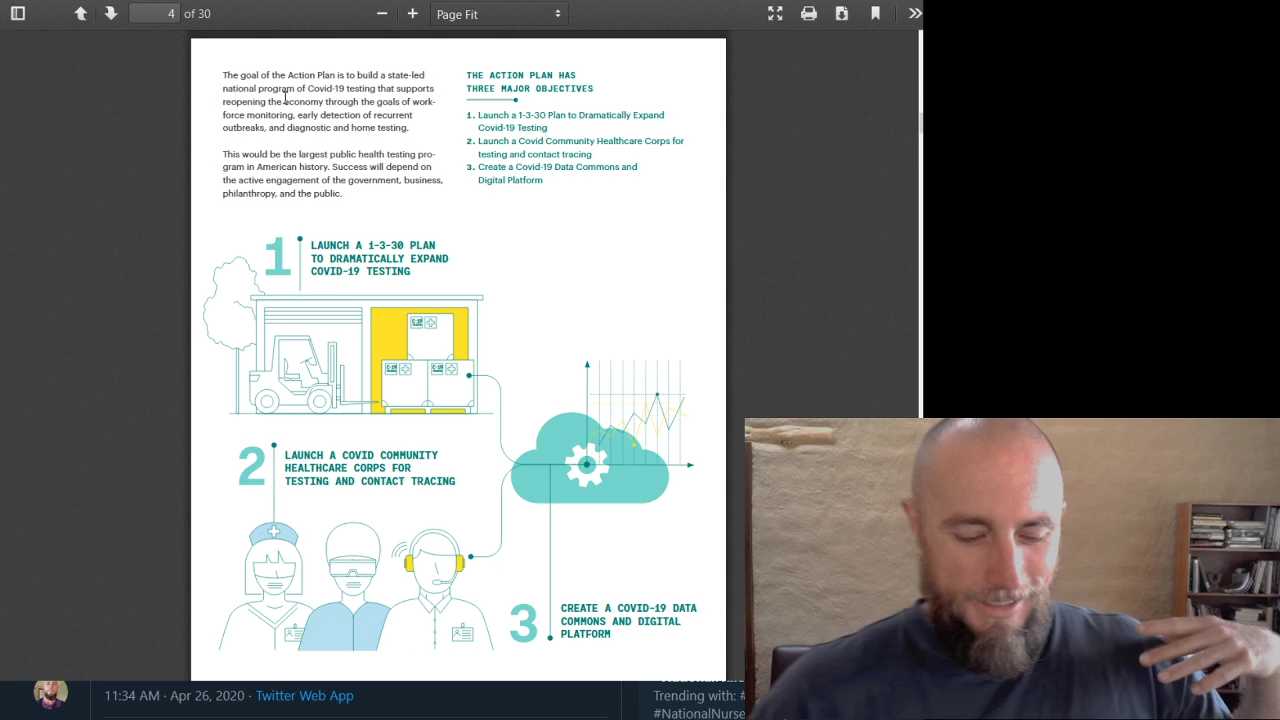 4 of 30
Page Fit
The goal of the Action Plan is to build a state-led
national program of Covid-19 testing that supports
reopening the economy through the goals of work-
force monitoring, early detection of recurrent
outbreaks, and diagnostic and home testing.
This would be the largest public health testing pro-
gram in American history. Success will depend on
the active engagement of the government, business,
philanthropy, and the public.
THE ACTION PLAN HAS
THREE MAJOR OBJECTIVES
1. Launch a 1-3-30 Plan to Dramatically Expand
Covid-19 Testing
2. Launch a Covid Community Healthcare Corps for
testing and contact tracing
3. Create a Covid-19 Data Commons and
Digital Platform
1
LAUNCH A 1-3-30 PLAN
TO DRAMATICALLY EXPAND
COVID-19 TESTING
2
LAUNCH A COVID COMMUNITY
HEALTHCARE CORPS FOR
TESTING AND CONTACT TRACING
3
CREATE A COVID-19 DATA
COMMONS AND DIGITAL
PLATFORM
11:34 AM · Apr 26, 2020 · Twitter Web App
Trending with: #
#NationalNurse